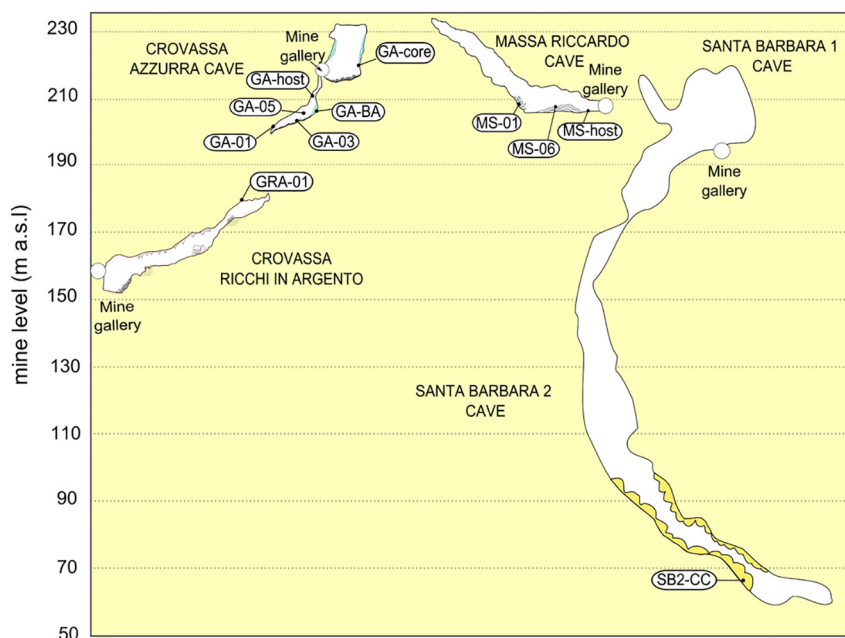 230
210
190
170
150
130
110
90
70
50
mine level (m a.s.l)
CROVASSA
AZZURRA CAVE
Mine
gallery
GA-core
GA-host
GA-05
GA-BA
GA-01
GA-03
MASSA RICCARDO
CAVE
Mine
gallery
MS-01
MS-06
MS-host
SANTA BARBARA 1
CAVE
Mine
gallery
GRA-01
CROVASSA
RICCHI IN ARGENTO
Mine
gallery
SANTA BARBARA 2
CAVE
SB2-CC